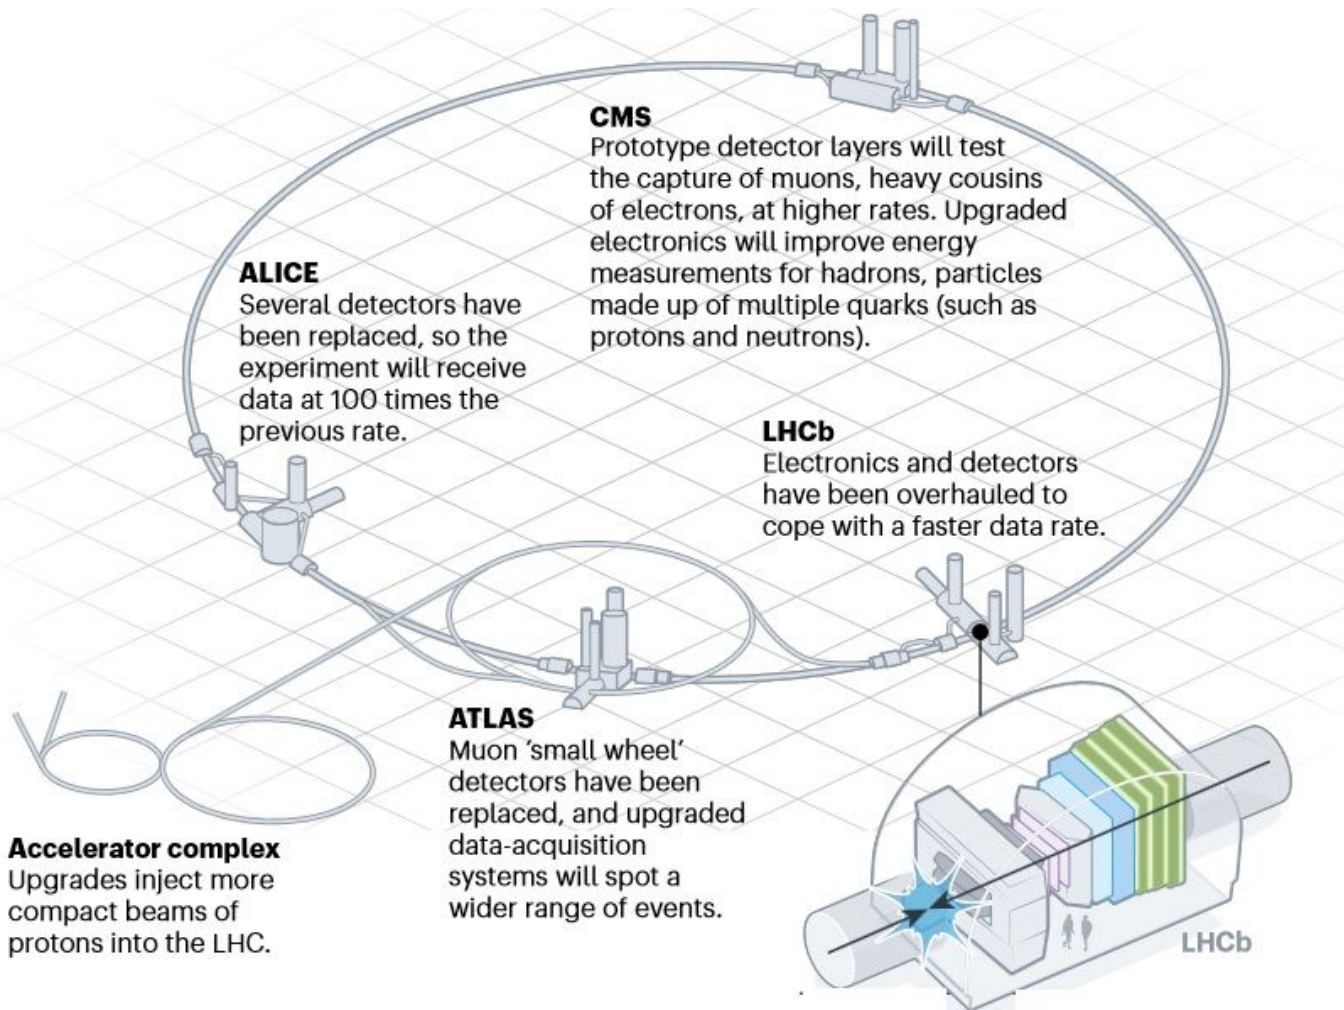 CMS
Prototype detector layers will test
the capture of muons, heavy cousins
of electrons, at higher rates. Upgraded
electronics will improve energy
measurements for hadrons, particles
made up of multiple quarks (such as
protons and neutrons).
ALICE
Several detectors have
been replaced, so the
experiment will receive
data at 100 times the
previous rate.
LHCb
Electronics and detectors
have been overhauled to
cope with a faster data rate.
ATLAS
Muon ‘small wheel’
detectors have been
replaced, and upgraded
data-acquisition
systems will spot a
wider range of events.
Accelerator complex
Upgrades inject more
compact beams of
protons into the LHC.
LHCb